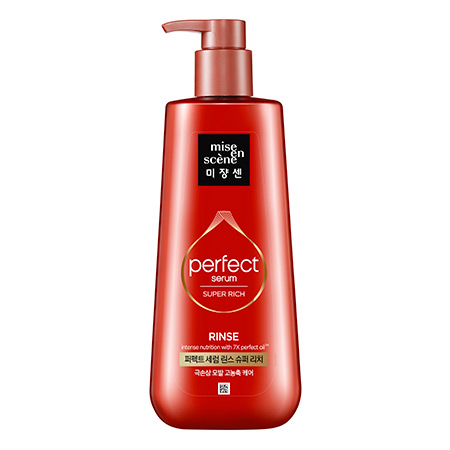 mise
en
scène
미쟝센
perfect
serum
SUPER RICH
RINSE
intense nutrition with 7X perfect oil™
퍼펙트 세럼 린스 슈퍼 리치
극손상 모발 고농축 케어